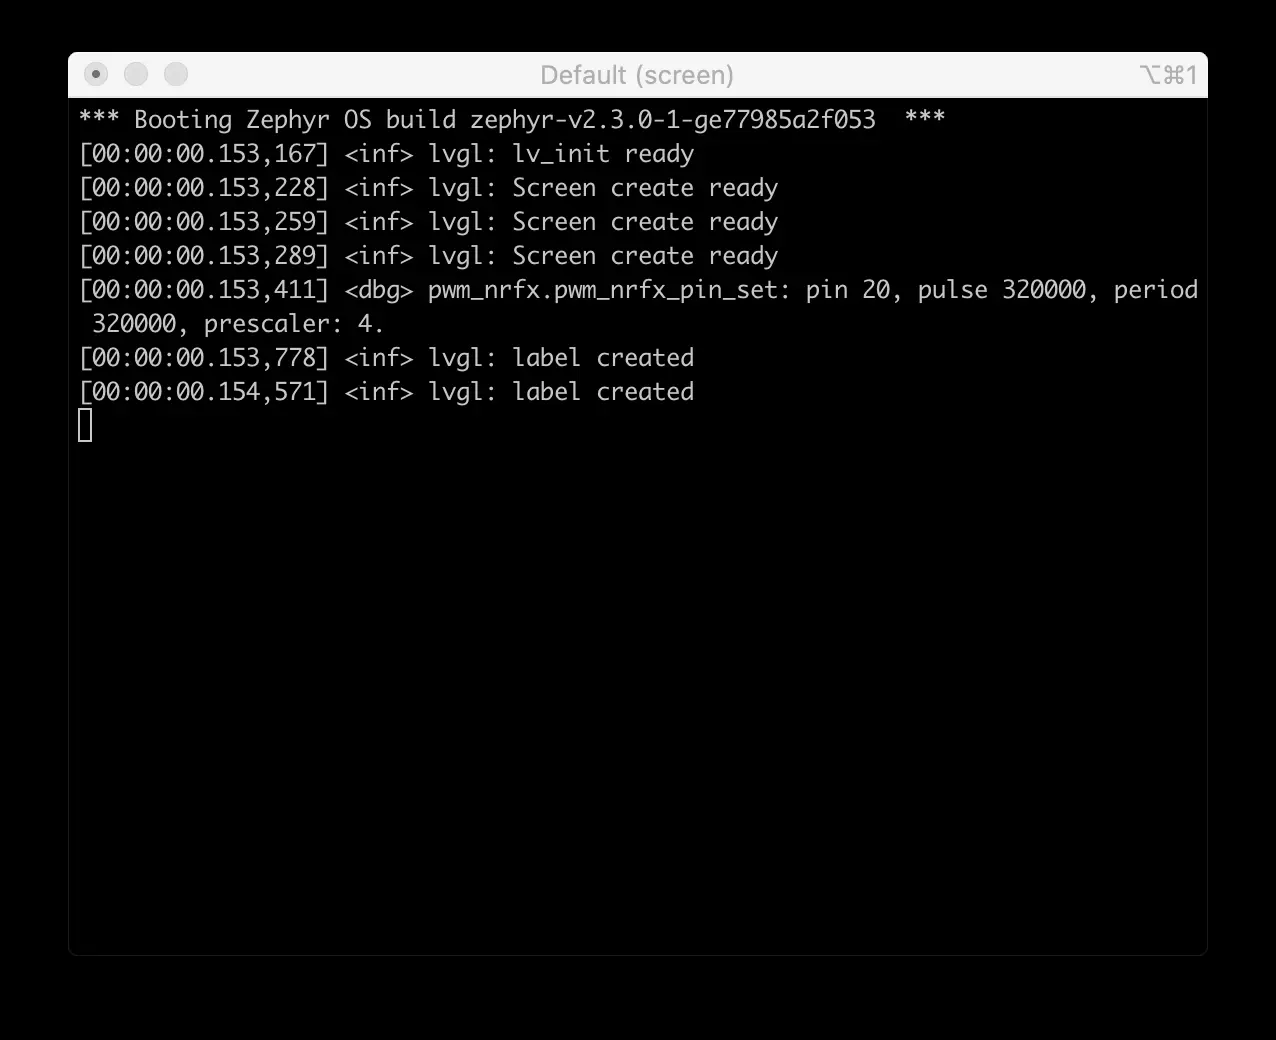 Default (screen)
⌥⌘1
*** Booting Zephyr OS build zephyr-v2.3.0-1-ge77985a2f053  ***
[00:00:00.153,167] <inf> lvgl: lv_init ready
[00:00:00.153,228] <inf> lvgl: Screen create ready
[00:00:00.153,259] <inf> lvgl: Screen create ready
[00:00:00.153,289] <inf> lvgl: Screen create ready
[00:00:00.153,411] <dbg> pwm_nrfx.pwm_nrfx_pin_set: pin 20, pulse 320000, period
 320000, prescaler: 4.
[00:00:00.153,778] <inf> lvgl: label created
[00:00:00.154,571] <inf> lvgl: label created